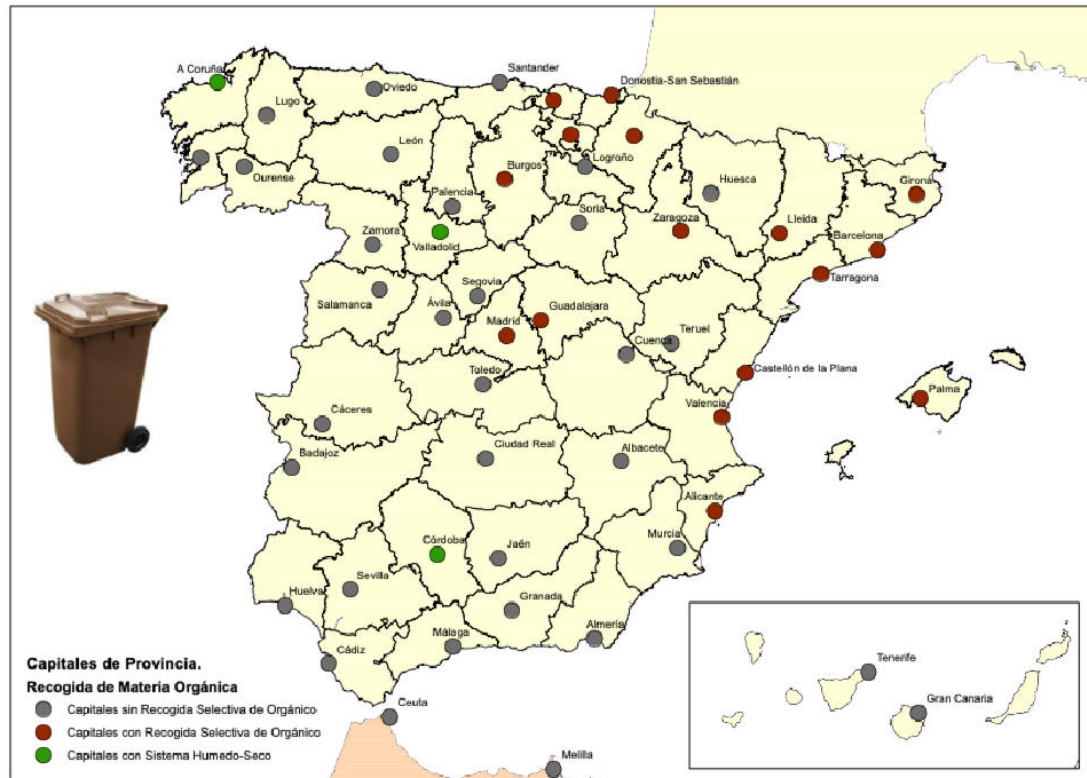 A Coruña
Lugo
Oviedo
Santander
Donostia-San Sebastián
León
Ourense
Burgos
Logroño
Palencia
Soria
Huesca
Girona
Zaragoza
Lleida
Barcelona
Tarragona
Zamora
Valladolid
Segovia
Salamanca
Ávila
Madrid
Guadalajara
Cuenca
Teruel
Castellón de la Plana
Toledo
Valencia
Palma
Cáceres
Badajoz
Ciudad Real
Albacete
Alicante
Murcia
Córdoba
Jaén
Sevilla
Huelva
Granada
Almería
Málaga
Cádiz
Ceuta
Melilla
Tenerife
Gran Canaria
Capitales de Provincia.
Recogida de Materia Orgánica
Capitales sin Recogida Selectiva de Orgánico
Capitales con Recogida Selectiva de Orgánico
Capitales con Sistema Humedo-Seco